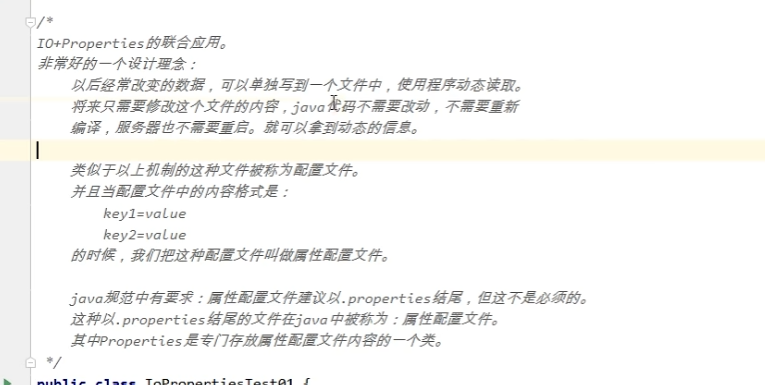 /*
IO+Properties的联合应用。
非常好的一个设计理念：
以后经常改变的数据，可以单独写到一个文件中，使用程序动态读取。
将来只需要修改这个文件的内容，java代码不需要改动，不需要重新
编译，服务器也不需要重启。就可以拿到动态的信息。
类似于以上机制的这种文件被称为配置文件。
并且当配置文件中的内容格式是：
key1=value
key2=value
的时候，我们把这种配置文件叫做属性配置文件。
java规范中有要求：属性配置文件建议以.properties结尾，但这不是必须的。
这种以.properties结尾的文件在java中被称为：属性配置文件。
其中Properties是专门存放属性配置文件内容的一个类。
*/
public class IoPropertiesTest01 {